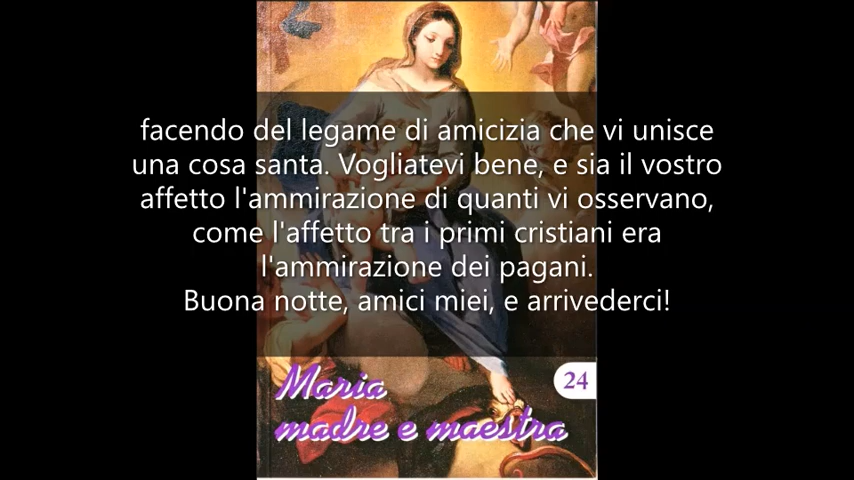 facendo del legame di amicizia che vi unisce
una cosa santa. Vogliatevi bene, e sia il vostro
affetto l'ammirazione di quanti vi osservano,
come l'affetto tra i primi cristiani era
l'ammirazione dei pagani.
Buona notte, amici miei, e arrivederci!
24
Maria
madre e maestra